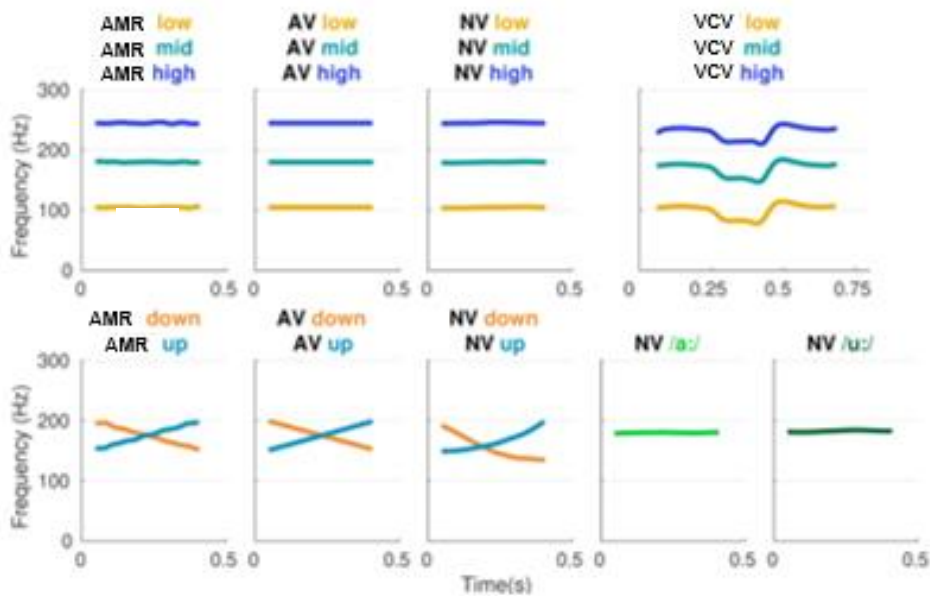 AMR low AV low NV low VCV low
AMR mid AV mid NV mid VCV mid
AMR high AV high NV high VCV high
300
200
100
0
Frequency (Hz)
0 0.5 0 0.5 0 0.5 0 0.25 0.5 0.75
AMR down AV down NV down
AMR up AV up NV up NV /a:/ NV /u:/
300
200
100
0
Frequency (Hz)
0 0.5 0 0.5 0 0.5 0 0.5 0 0.5
Time(s)